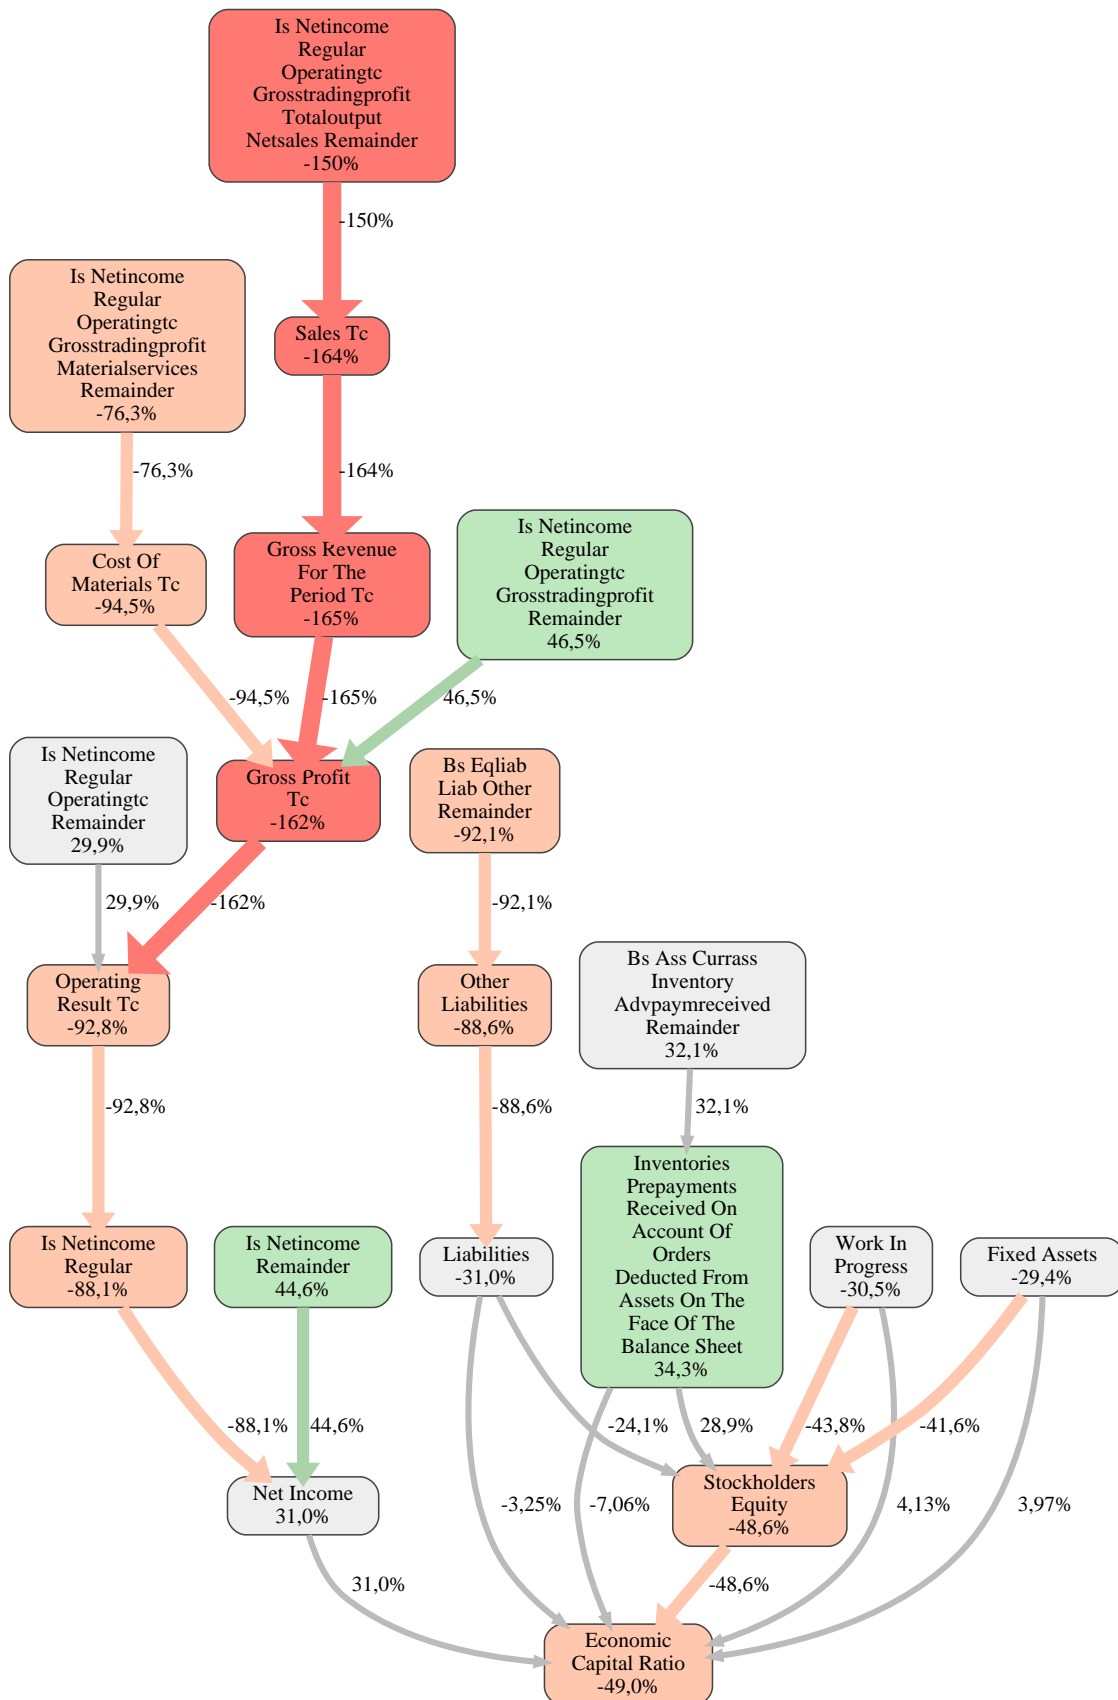 Is Netincome
Regular
Operatingtc
Grosstradingprofit
Totaloutput
Netsales Remainder
-150%
-150%
Is Netincome
Regular
Operatingtc
Grosstradingprofit
Materialservices
Remainder
-76,3%
Sales Tc
-164%
-76,3%
-164%
Cost Of
Materials Tc
-94,5%
Gross Revenue
For The
Period Tc
-165%
Is Netincome
Regular
Operatingtc
Grosstradingprofit
Remainder
46,5%
-94,5%
-165%
46,5%
Is Netincome
Regular
Operatingtc
Remainder
29,9%
Gross Profit
Tc
-162%
Bs Eqliab
Liab Other
Remainder
-92,1%
29,9%
-162%
-92,1%
Operating
Result Tc
-92,8%
Other
Liabilities
-88,6%
Bs Ass Currass
Inventory
Advpaymreceived
Remainder
32,1%
-92,8%
-88,6%
32,1%
Is Netincome
Regular
-88,1%
Is Netincome
Remainder
44,6%
Liabilities
-31,0%
Inventories
Prepayments
Received On
Account Of
Orders
Deducted From
Assets On The
Face Of The
Balance Sheet
34,3%
Work In
Progress
-30,5%
Fixed Assets
-29,4%
-88,1%
44,6%
-24,1%
28,9%
-43,8%
-41,6%
Net Income
31,0%
-3,25%
-7,06%
Stockholders
Equity
-48,6%
4,13%
3,97%
31,0%
-48,6%
Economic
Capital Ratio
-49,0%